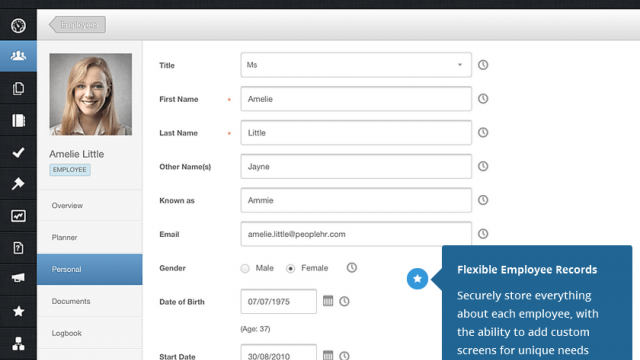 Employees
Title
Ms
First Name *
Amelie
Last Name *
Little
Other Name(s)
Jayne
Known as
Ammie
Email
amelie.little@peoplehr.com
Gender
Male
Female
Date of Birth
07/07/1975
(Age: 37)
Start Date
30/08/2010
Amelie Little
EMPLOYEE
Overview
Planner
Personal
Documents
Logbook
Flexible Employee Records
Securely store everything
about each employee, with
the ability to add custom
screens for unique needs